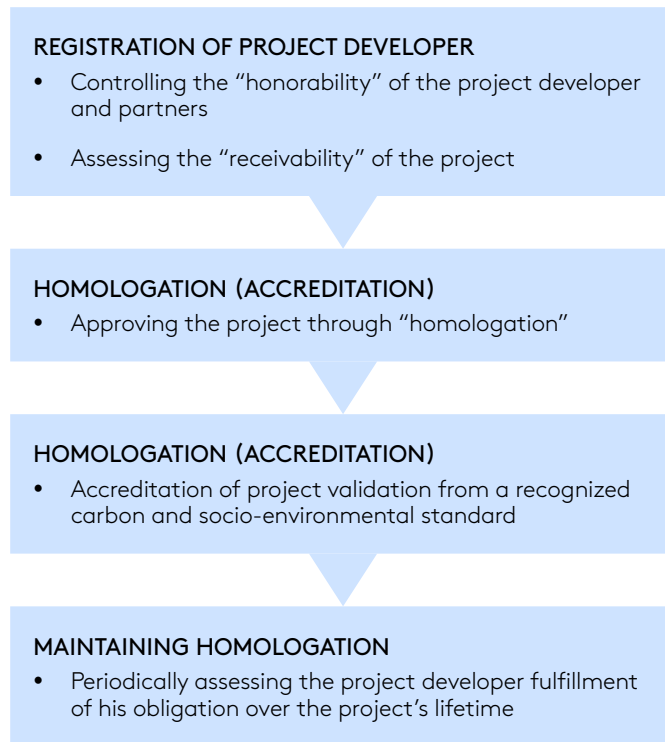 REGISTRATION OF PROJECT DEVELOPER
• Controlling the “honorability” of the project developer
and partners
• Assessing the “receivability” of the project
HOMOLOGATION (ACCREDITATION)
• Approving the project through “homologation”
HOMOLOGATION (ACCREDITATION)
• Accreditation of project validation from a recognized
carbon and socio-environmental standard
MAINTAINING HOMOLOGATION
• Periodically assessing the project developer fulfillment
of his obligation over the project’s lifetime